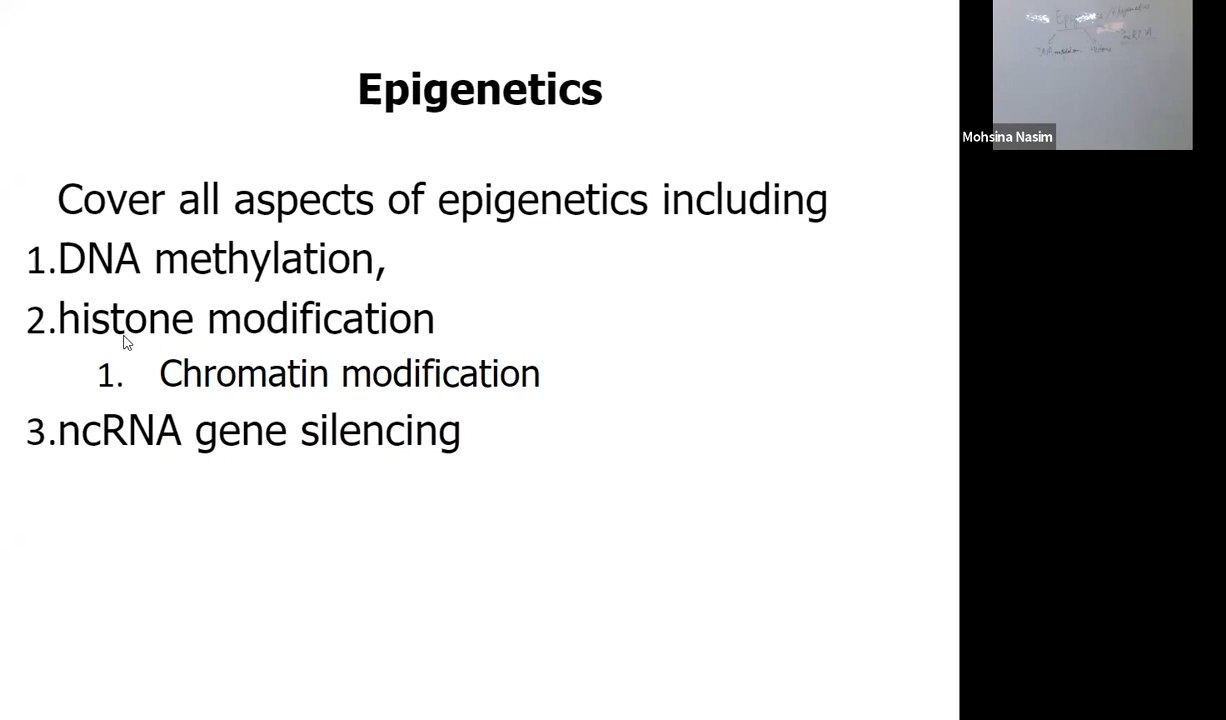 Epigenetics
Cover all aspects of epigenetics including
1.DNA methylation,
2.histone modification
1. Chromatin modification
3.ncRNA gene silencing
Mohsina Nasim